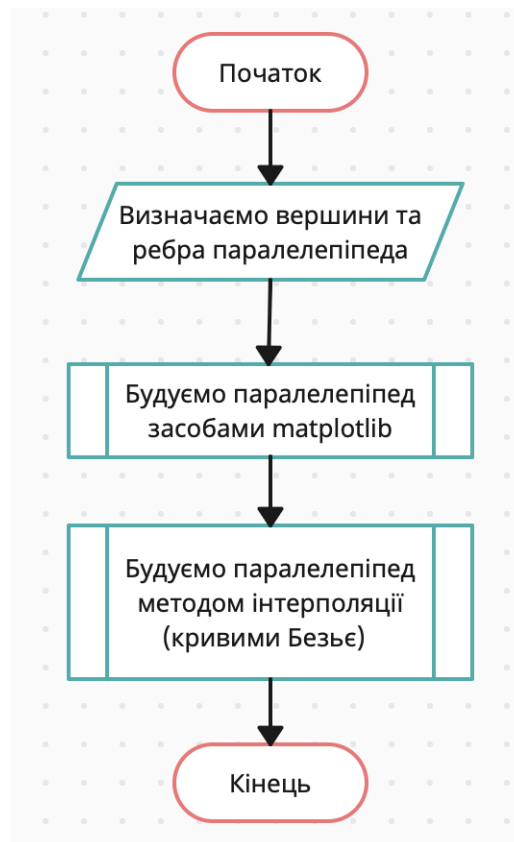 Початок
Визначаємо вершини та
ребра паралелепіпеда
Будуємо паралелепіпед
засобами matplotlib
Будуємо паралелепіпед
методом інтерполяції
(кривими Безьє)
Кінець